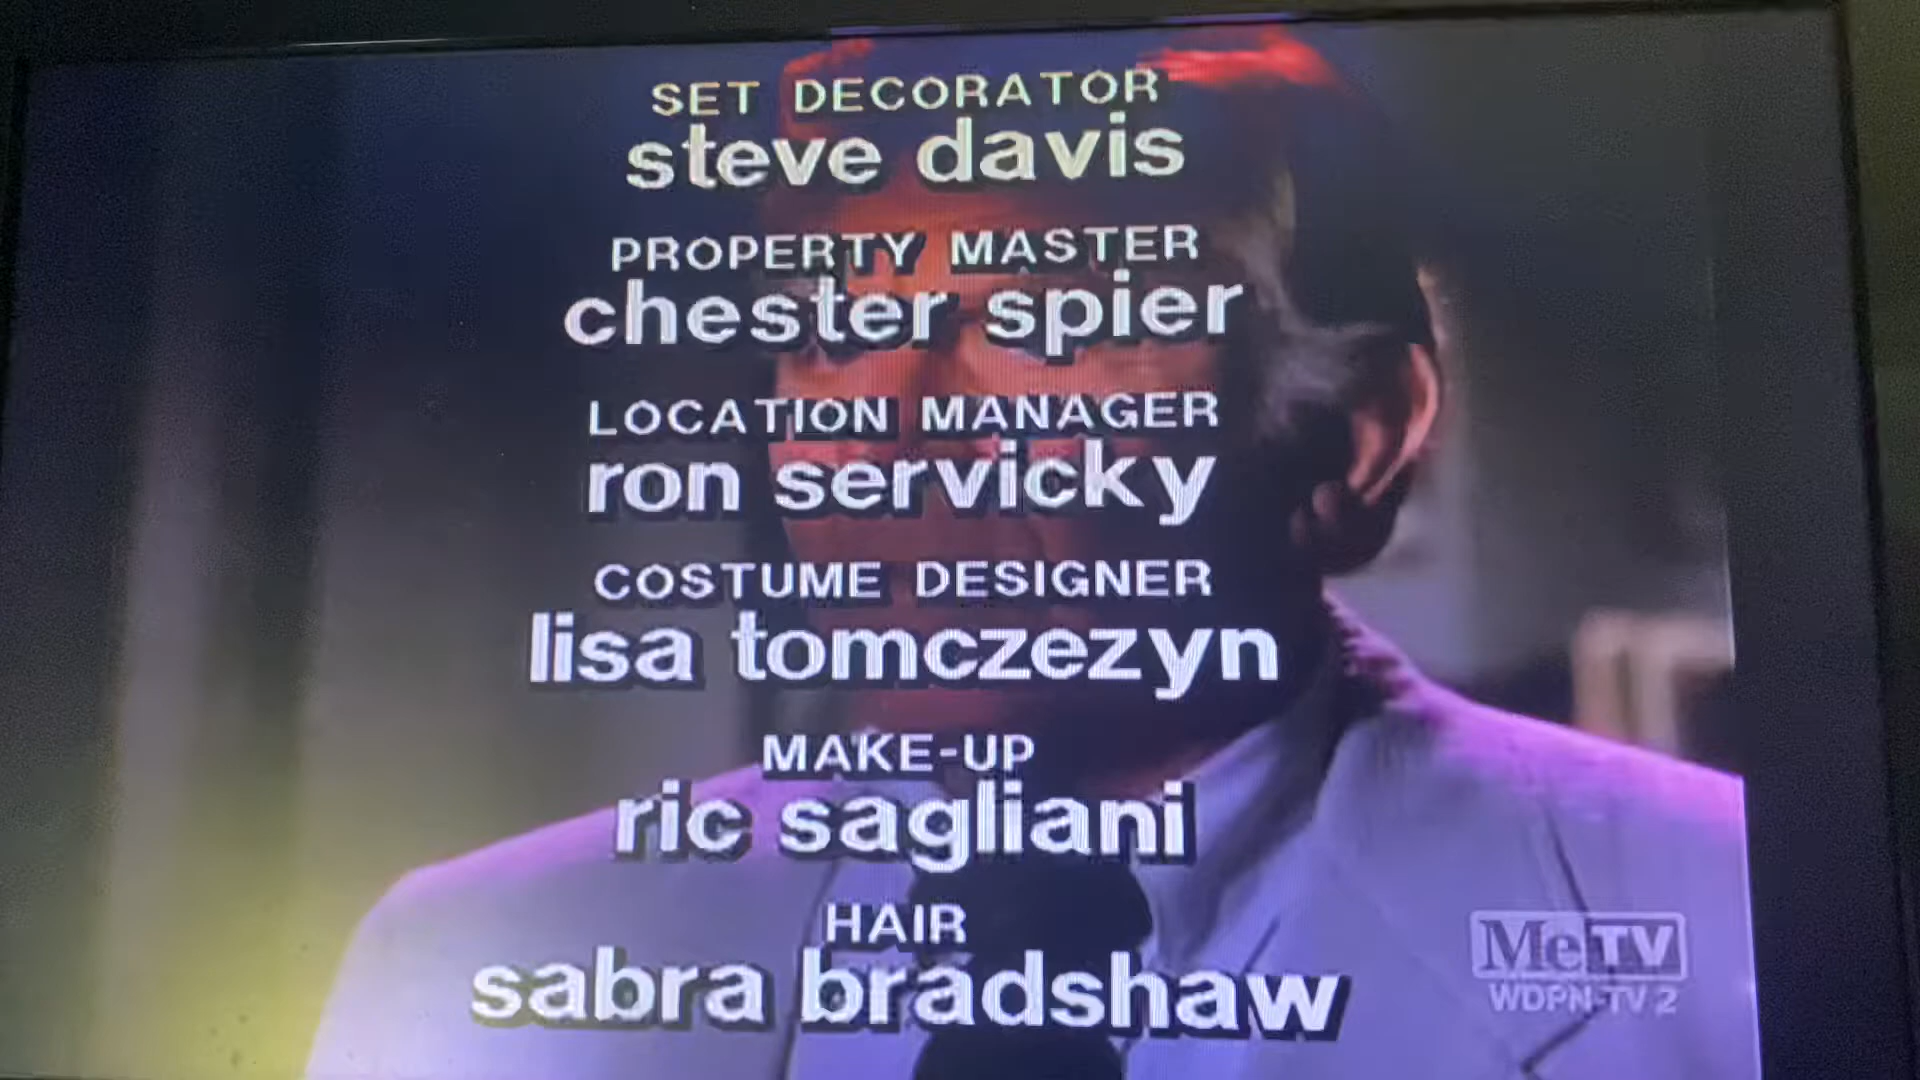 SET DECORATOR
steve davis
PROPERTY MASTER
chester spier
LOCATION MANAGER
ron servicky
COSTUME DESIGNER
lisa tomczezyn
MAKE-UP
ric sagliani
HAIR
sabra bradshaw
MeTV
WDPN-TV 2